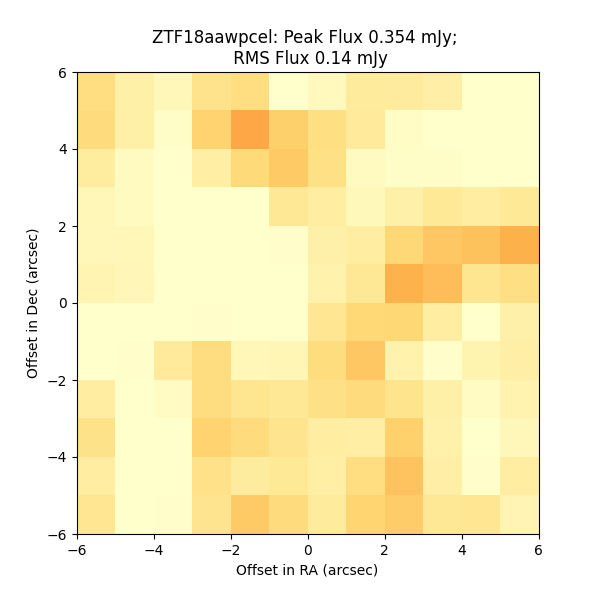 ZTF18aawpcel: Peak Flux 0.354 mJy;
RMS Flux 0.14 mJy
6
4
2
0
−2
−4
−6
Offset in Dec (arcsec)
−6 −4 −2 0 2 4 6
Offset in RA (arcsec)